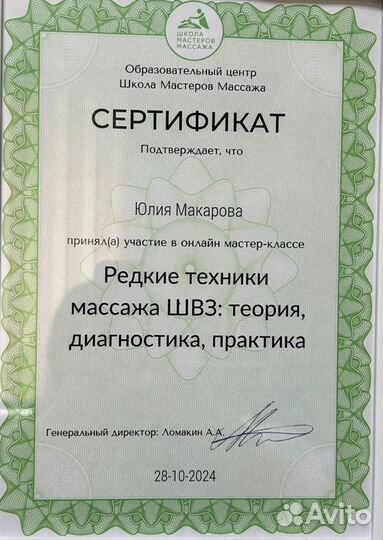 ШКОЛА
МАСТЕРОВ
МАССАЖА
Образовательный центр
Школа Мастеров Массажа
СЕРТИФИКАТ
Подтверждает, что
Юлия Макарова
принял(а) участие в онлайн мастер-классе
Редкие техники
массажа ШВЗ: теория,
диагностика, практика
Генеральный директор: Ломакин А.А.
28-10-2024
Avito